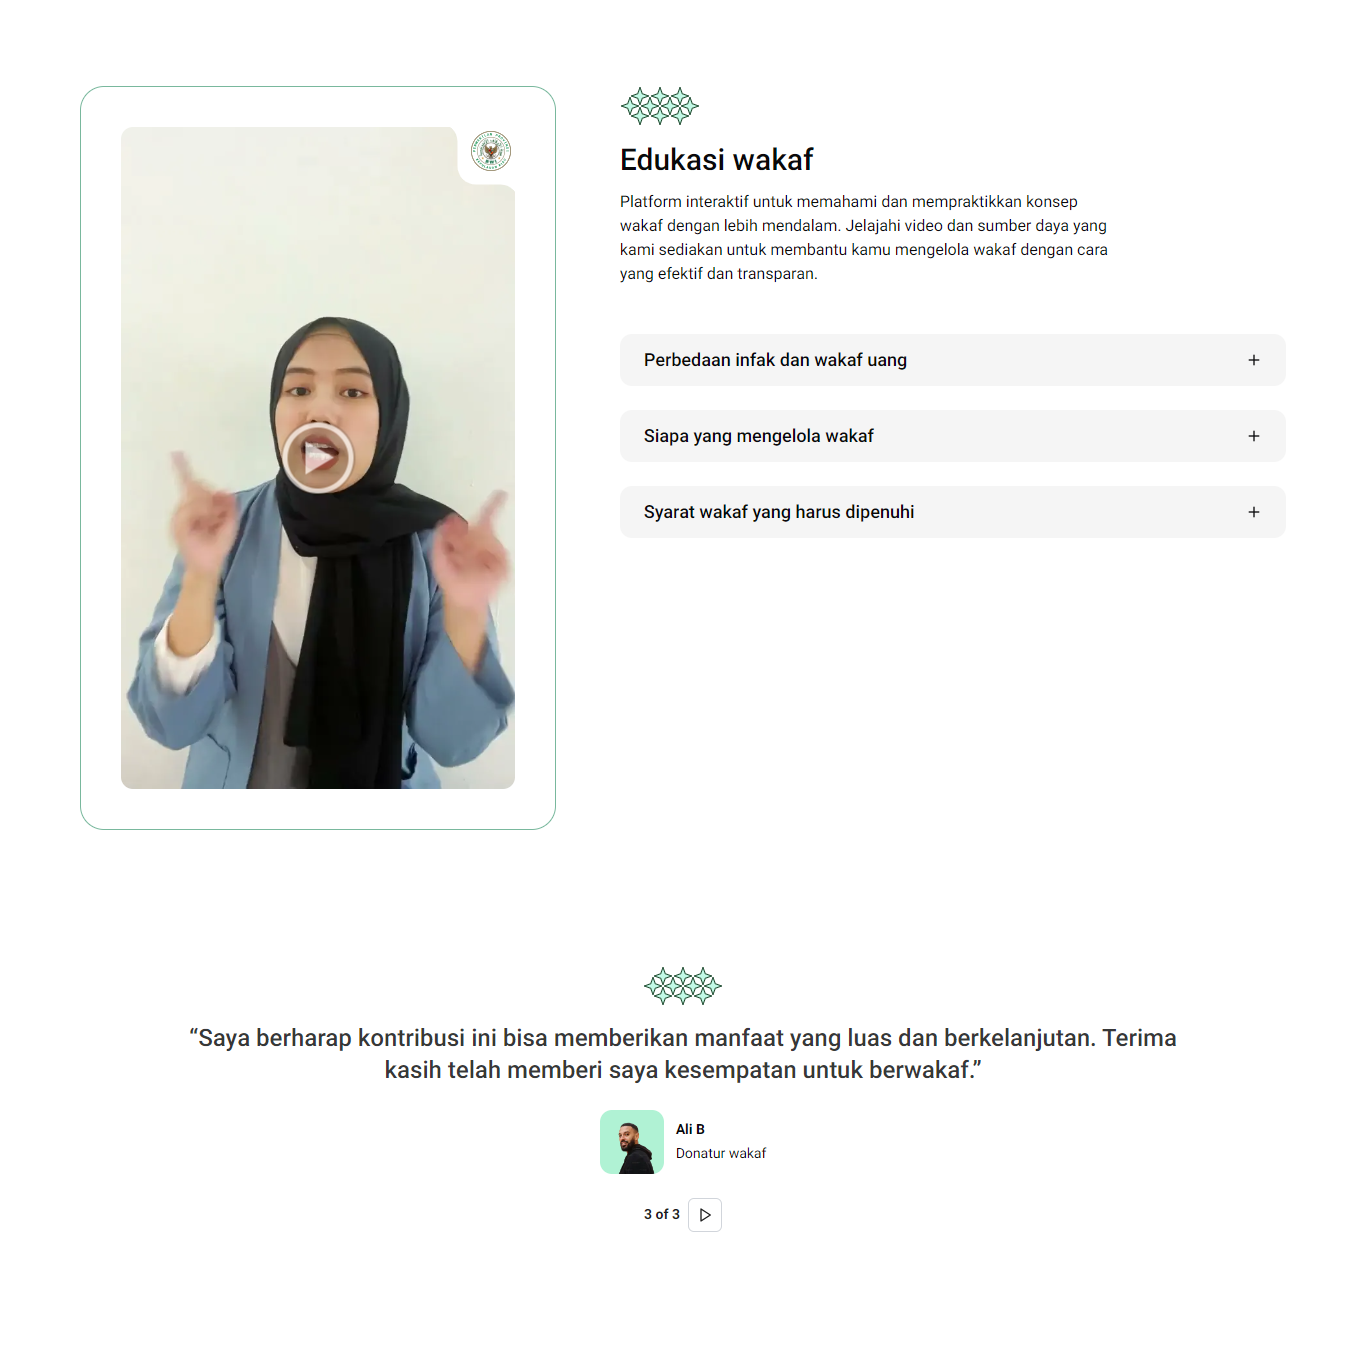 Edukasi wakaf
Platform interaktif untuk memahami dan mempraktikkan konsep
wakaf dengan lebih mendalam. Jelajahi video dan sumber daya yang
kami sediakan untuk membantu kamu mengelola wakaf dengan cara
yang efektif dan transparan.
Perbedaan infak dan wakaf uang
Siapa yang mengelola wakaf
Syarat wakaf yang harus dipenuhi
“Saya berharap kontribusi ini bisa memberikan manfaat yang luas dan berkelanjutan. Terima
kasih telah memberi saya kesempatan untuk berwakaf.”
Ali B
Donatur wakaf
3 of 3